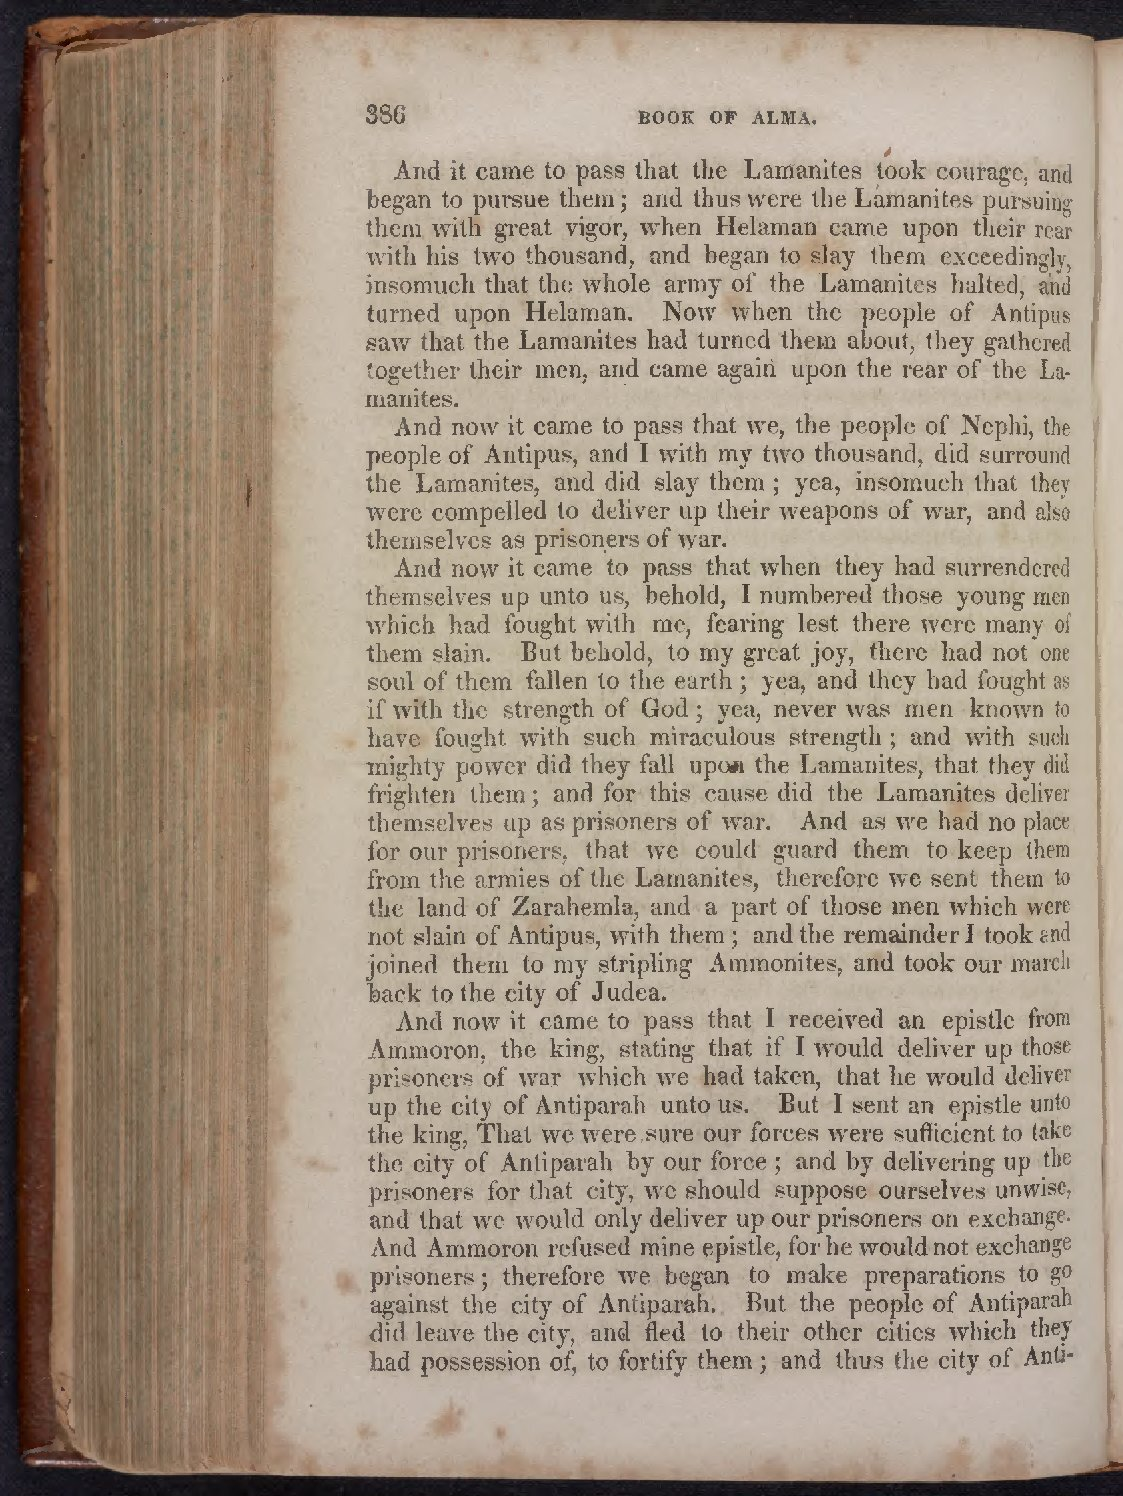 386 BOOK OF ALMA.
And it came to pass that the Lamanites took courage, and
began to pursue them; and thus were the Lamanites pursuing
them with great vigor, when Helaman came upon their rear
with his two thousand, and began to slay them exceedingly,
insomuch that the whole army of the Lamanites halted, and
turned upon Helaman. Now when the people of Antipus
saw that the Lamanites had turned them about, they gathered
together their men, and came again upon the rear of the La-
manites.
And now it came to pass that we, the people of Nephi, the
people of Antipus, and I with my two thousand, did surround
the Lamanites, and did slay them; yea, insomuch that they
were compelled to deliver up their weapons of war, and also
themselves as prisoners of war.
And now it came to pass that when they had surrendered
themselves up unto us, behold, I numbered those young men
which had fought with me, fearing lest there were many of
them slain. But behold, to my great joy, there had not one
soul of them fallen to the earth; yea, and they had fought as
if with the strength of God; yea, never was men known to
have fought with such miraculous strength; and with such
mighty power did they fall upon the Lamanites, that they did
frighten them; and for this cause did the Lamanites deliver
themselves up as prisoners of war. And as we had no place
for our prisoners, that we could guard them to keep them
from the armies of the Lamanites, therefore we sent them to
the land of Zarahemla, and a part of those men which were
not slain of Antipus, with them; and the remainder I took and
joined them to my stripling Ammonites, and took our march
back to the city of Judea.
And now it came to pass that I received an epistle from
Ammoron, the king, stating that if I would deliver up those
prisoners of war which we had taken, that he would deliver
up the city of Antiparah unto us. But I sent an epistle unto
the king, That we were sure our forces were sufficient to take
the city of Antiparah by our force; and by delivering up the
prisoners for that city, we should suppose ourselves unwise,
and that we would only deliver up our prisoners on exchange.
And Ammoron refused mine epistle, for he would not exchange
prisoners; therefore we began to make preparations to go
against the city of Antiparah. But the people of Antiparah
did leave the city, and fled to their other cities which they
had possession of, to fortify them; and thus the city of Anti-